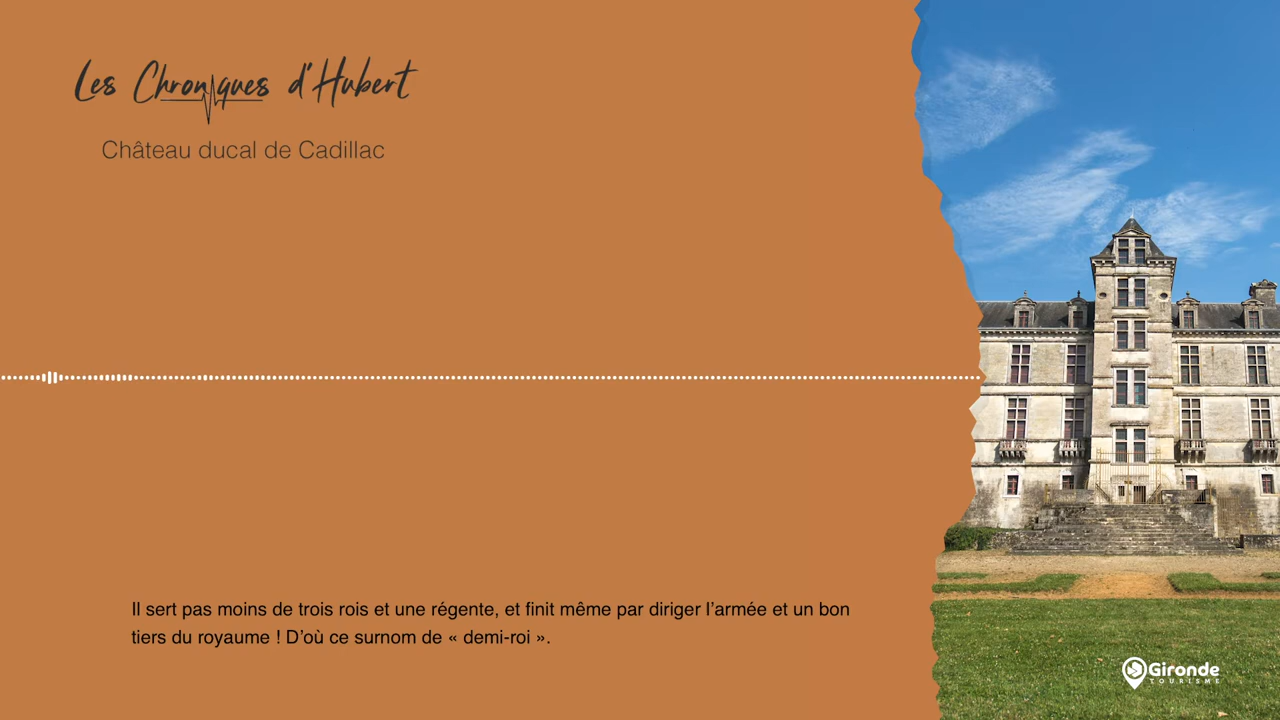 Les Chroniques d'Hubert
Château ducal de Cadillac
Il sert pas moins de trois rois et une régente, et finit même par diriger l’armée et un bon
tiers du royaume ! D’où ce surnom de « demi-roi ».
Gironde
TOURISME